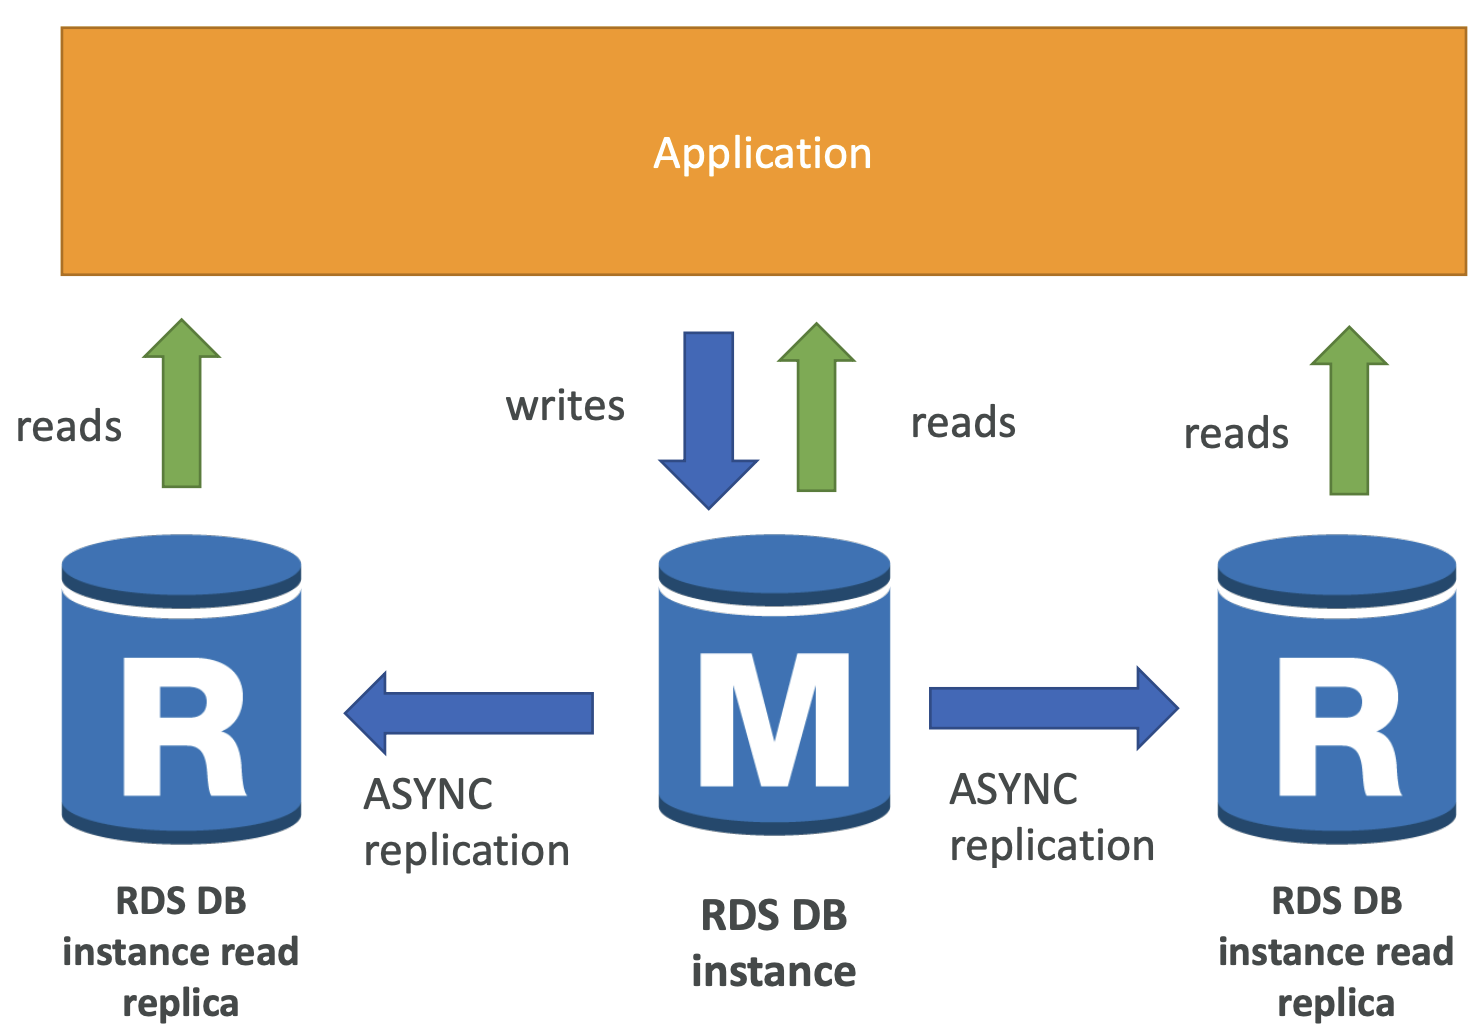 Application
reads
writes
reads
reads
R
M
R
ASYNC
replication
ASYNC
replication
RDS DB
instance read
replica
RDS DB
instance
RDS DB
instance read
replica